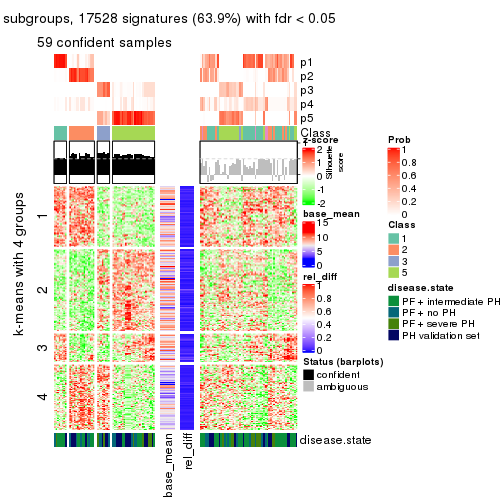 subgroups, 17528 signatures (63.9%) with fdr < 0.05
59 confident samples
p1
p2
p3
p4
p5
Class
Silhouette
score
1
k-means with 4 groups
1
2
3
4
base_mean
rel_diff
disease.state
z-score
2
1
0
-1
-2
base_mean
15
10
5
0
rel_diff
1
0.8
0.6
0.4
0.2
0
Status (barplots)
confident
ambiguous
Prob
1
0.8
0.6
0.4
0.2
0
Class
1
2
3
5
disease.state
PF+ intermediate PH
PF+ no PH
PF+ severe PH
PH validation set